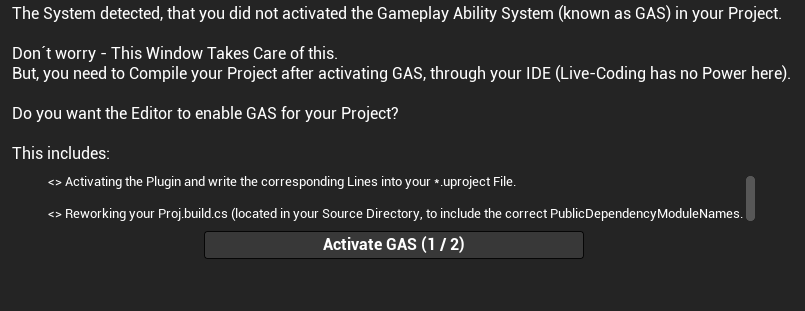 The System detected, that you did not activated the Gameplay Ability System (known as GAS) in your Project.
Don´t worry - This Window Takes Care of this.
But, you need to Compile your Project after activating GAS, through your IDE (Live-Coding has no Power here).
Do you want the Editor to enable GAS for your Project?
This includes:
<> Activating the Plugin and write the corresponding Lines into your *.uproject File.
<> Reworking your Proj.build.cs (located in your Source Directory, to include the correct PublicDependencyModuleNames.
Activate GAS (1 / 2)